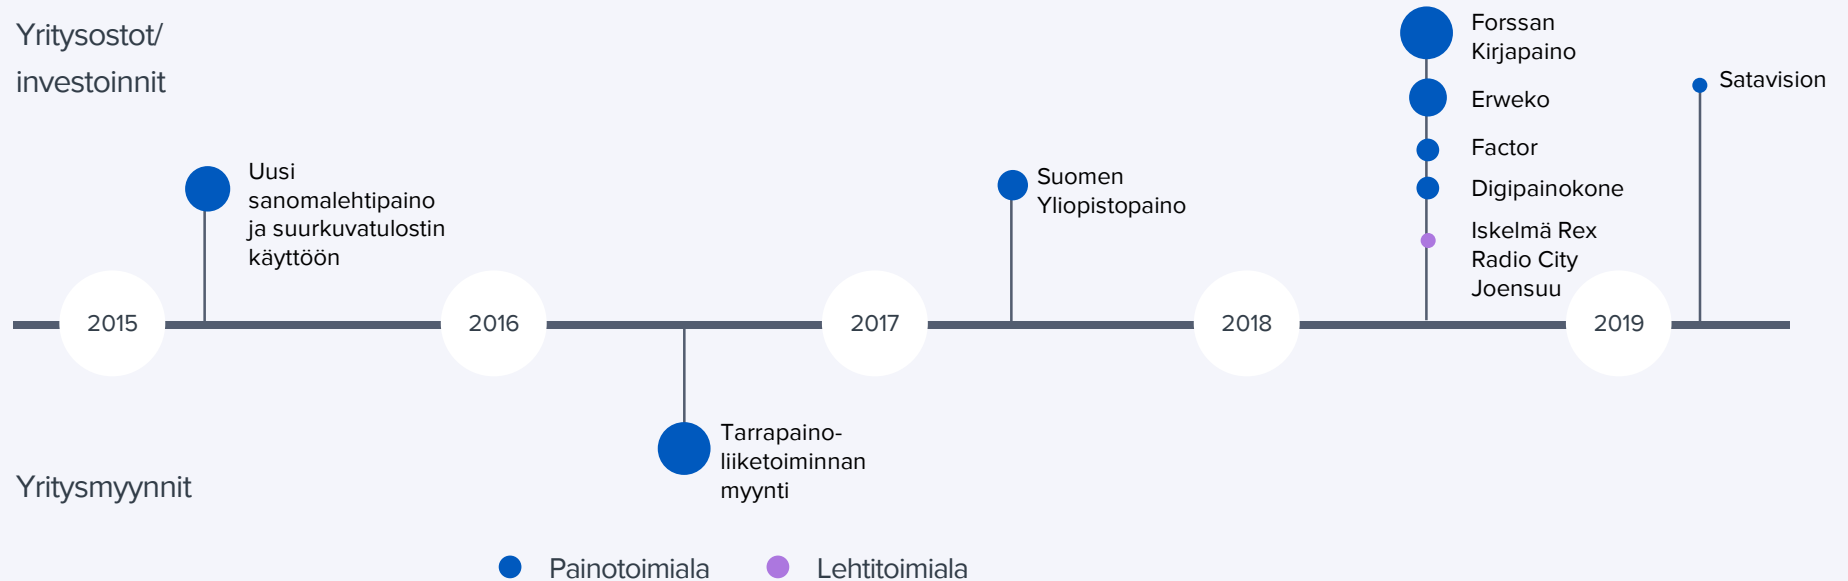 Yritysostot/
investoinnit
Forssan
Kirjapaino
Erweko
Factor
Digipainokone
Iskelmä Rex
Radio City
Joensuu
Satavision
Uusi
sanomalehtipaino
ja suurkuvatulostin
käyttöön
Suomen
Yliopistopaino
2015
2016
2017
2018
2019
Tarrapaino-
liiketoiminnan
myynti
Yritysmyynnit
Painotoimiala
Lehtitoimiala